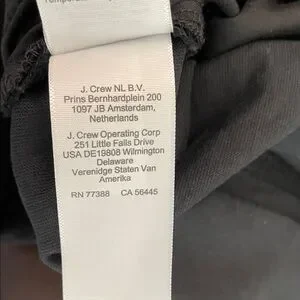 J. Crew NL B.V.
Prins Bernhardplein 200
1097 JB Amsterdam,
Netherlands
J. Crew Operating Corp
251 Little Falls Drive
USA DE19808 Wilmington
Delaware
Verenidge Staten Van
Amerika
RN 77388 CA 56445